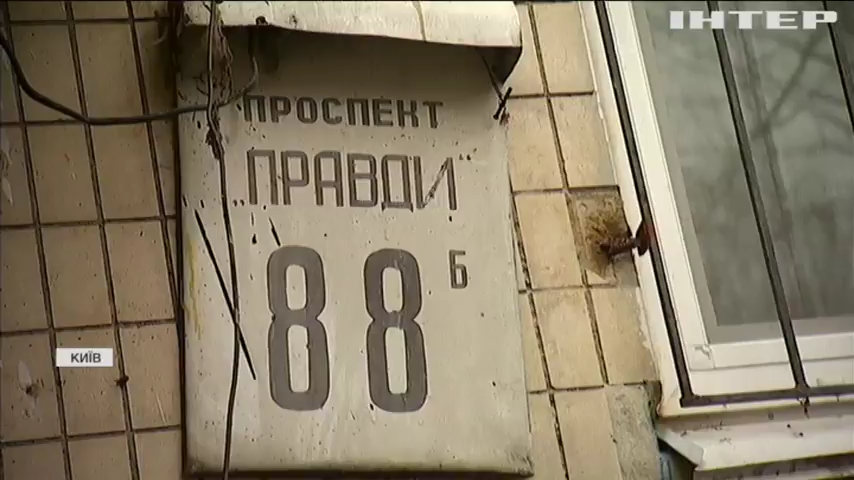 ІНТЕР
ПРОСПЕКТ
„ПРАВДИ"
88 Б
КИЇВ